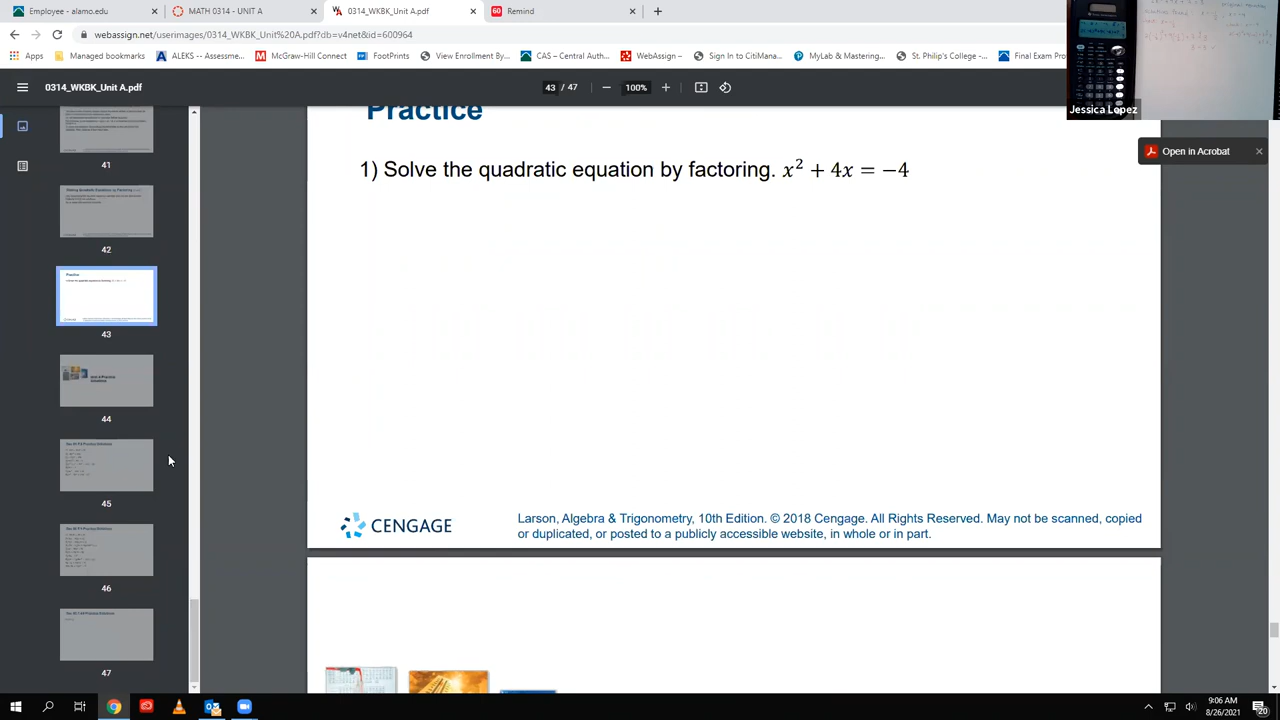 Employee - alamo.edu
MATH 0314 - UNIT A
0314_WKBK_Unit A.pdf
60
Remind
webassign.net/userimages/0314_WKBK_Unit%20A.pdf?db=v4net&id=600964
Apps
Managed bookmarks
ALEKS -
McGraw-Hill Connect
Five9
View Enrollment By...
CAS – Central Auth...
WebAssign –
Sign In to CitiMana...
MyLab & Mastering...
St. Philip's College -...
Final Exam
0314_WKBK_Unit A.pdf
43 / 47
100%
Jessica Lopez
Open in Acrobat
Practice
1) Solve the quadratic equation by factoring. x² + 4x = −4
41
42
43
44
45
46
47
CENGAGE
Larson, Algebra & Trigonometry, 10th Edition. © 2018 Cengage. All Rights Reserved. May not be scanned, copied
or duplicated, or posted to a publicly accessible website, in whole or in part.
9:06 AM
8/26/2021
20